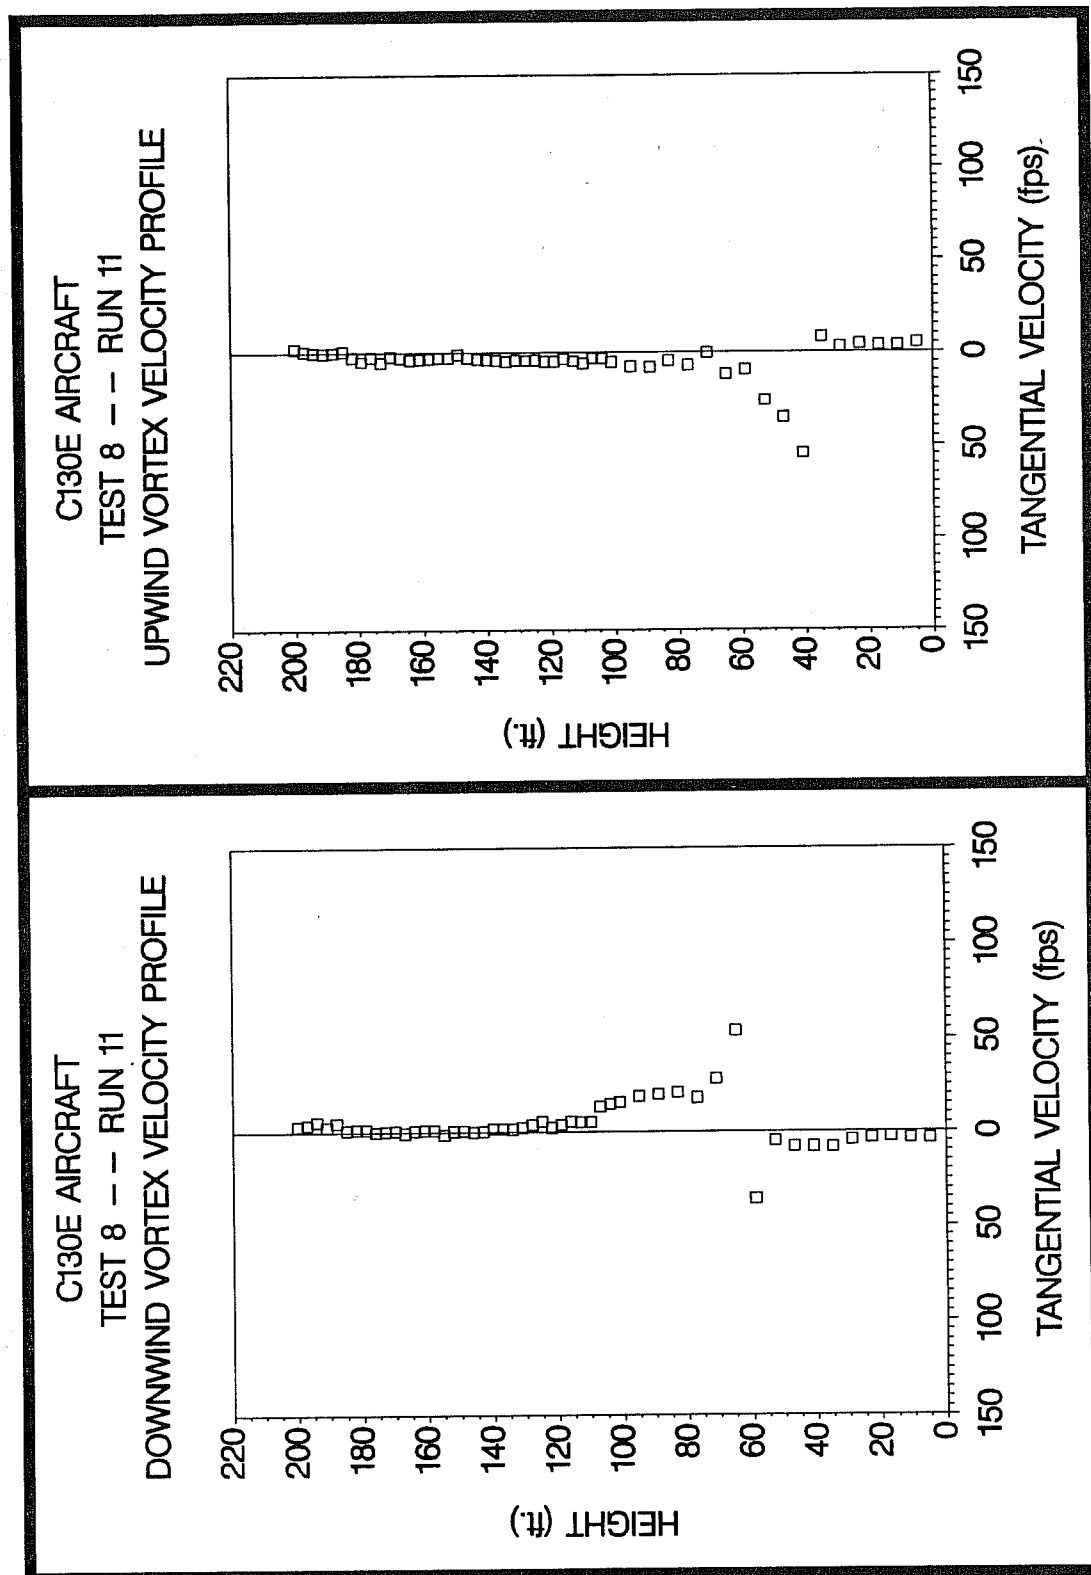 C130E AIRCRAFT
TEST 8 -- RUN 11
DOWNWIND VORTEX VELOCITY PROFILE
HEIGHT (ft.)
220
200
180
160
140
120
100
80
60
40
20
0
150 100 50 0 50 100 150
TANGENTIAL VELOCITY (fps)
C130E AIRCRAFT
TEST 8 -- RUN 11
UPWIND VORTEX VELOCITY PROFILE
HEIGHT (ft.)
220
200
180
160
140
120
100
80
60
40
20
0
150 100 50 0 50 100 150
TANGENTIAL VELOCITY (fps)